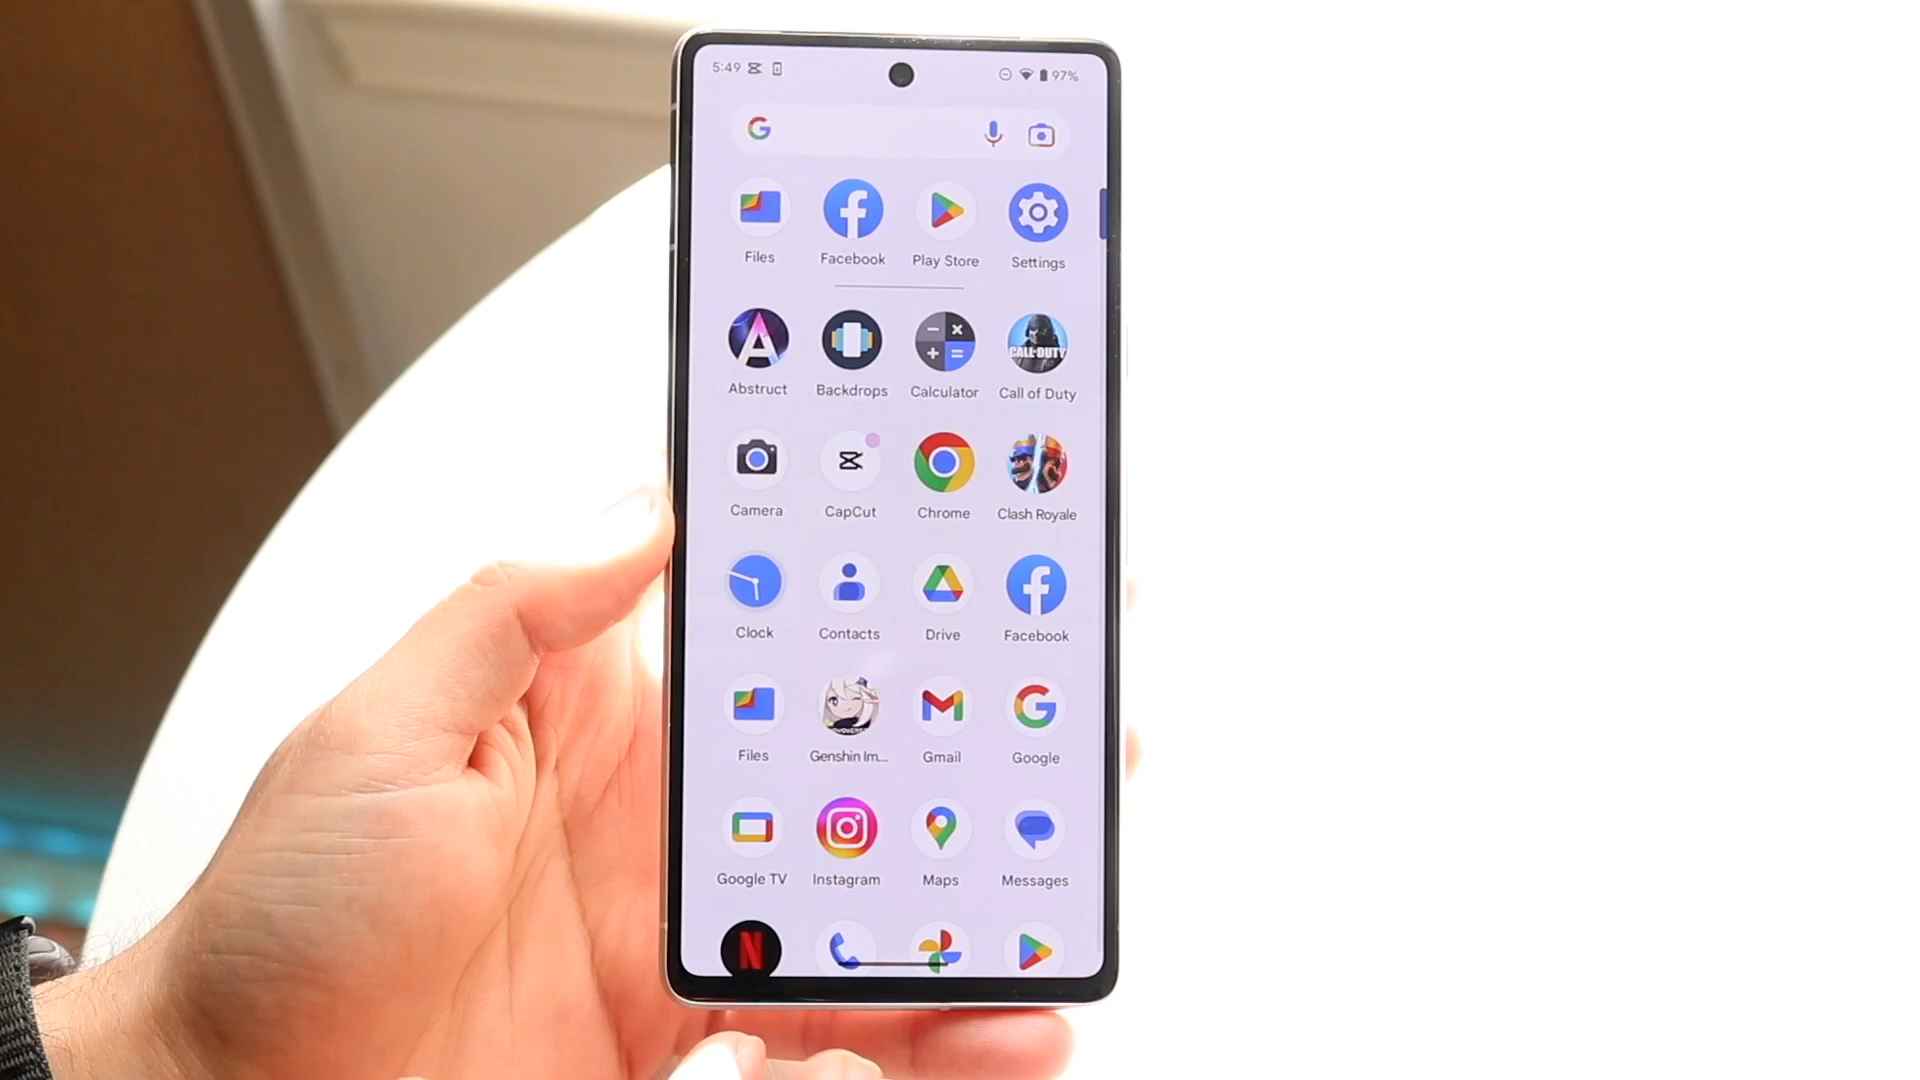 5:49 97%
Files Facebook Play Store Settings
Abstruct Backdrops Calculator Call of Duty
Camera CapCut Chrome Clash Royale
Clock Contacts Drive Facebook
Files Genshin Im... Gmail Google
Google TV Instagram Maps Messages